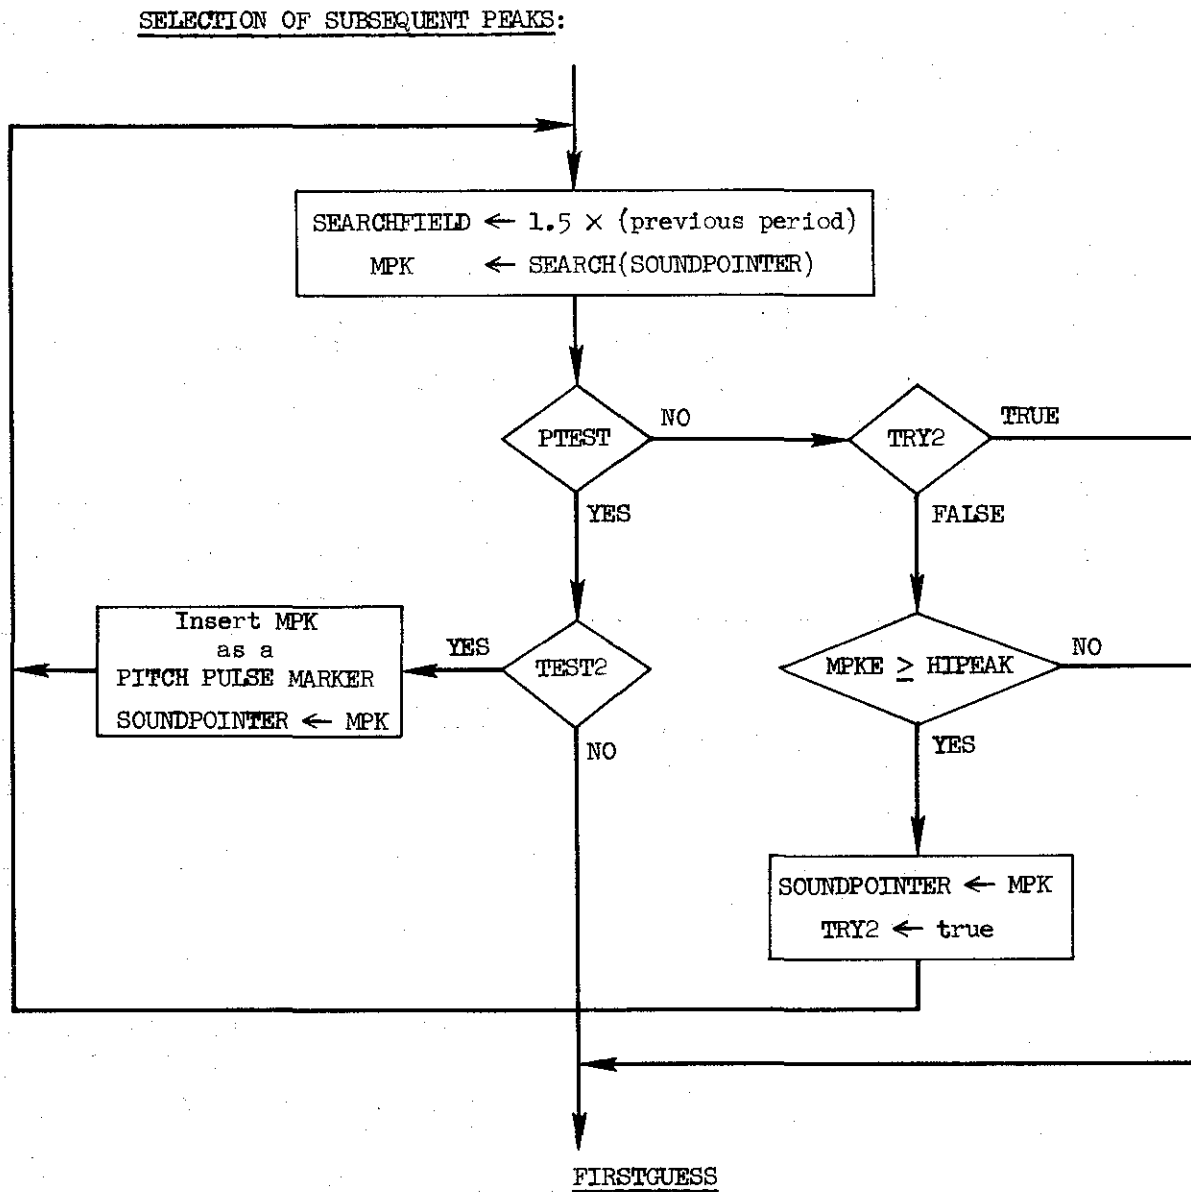 SELECTION OF SUBSEQUENT PEAKS:
SEARCHFIELD ← 1.5 × (previous period)
MPK ← SEARCH(SOUNDPOINTER)
PTEST
NO
TRY2
TRUE
YES
FALSE
Insert MPK
as a
PITCH PULSE MARKER
SOUNDPOINTER ← MPK
YES
TEST2
MPKE ≥ HIPEAK
NO
NO
YES
SOUNDPOINTER ← MPK
TRY2 ← true
FIRSTGUESS